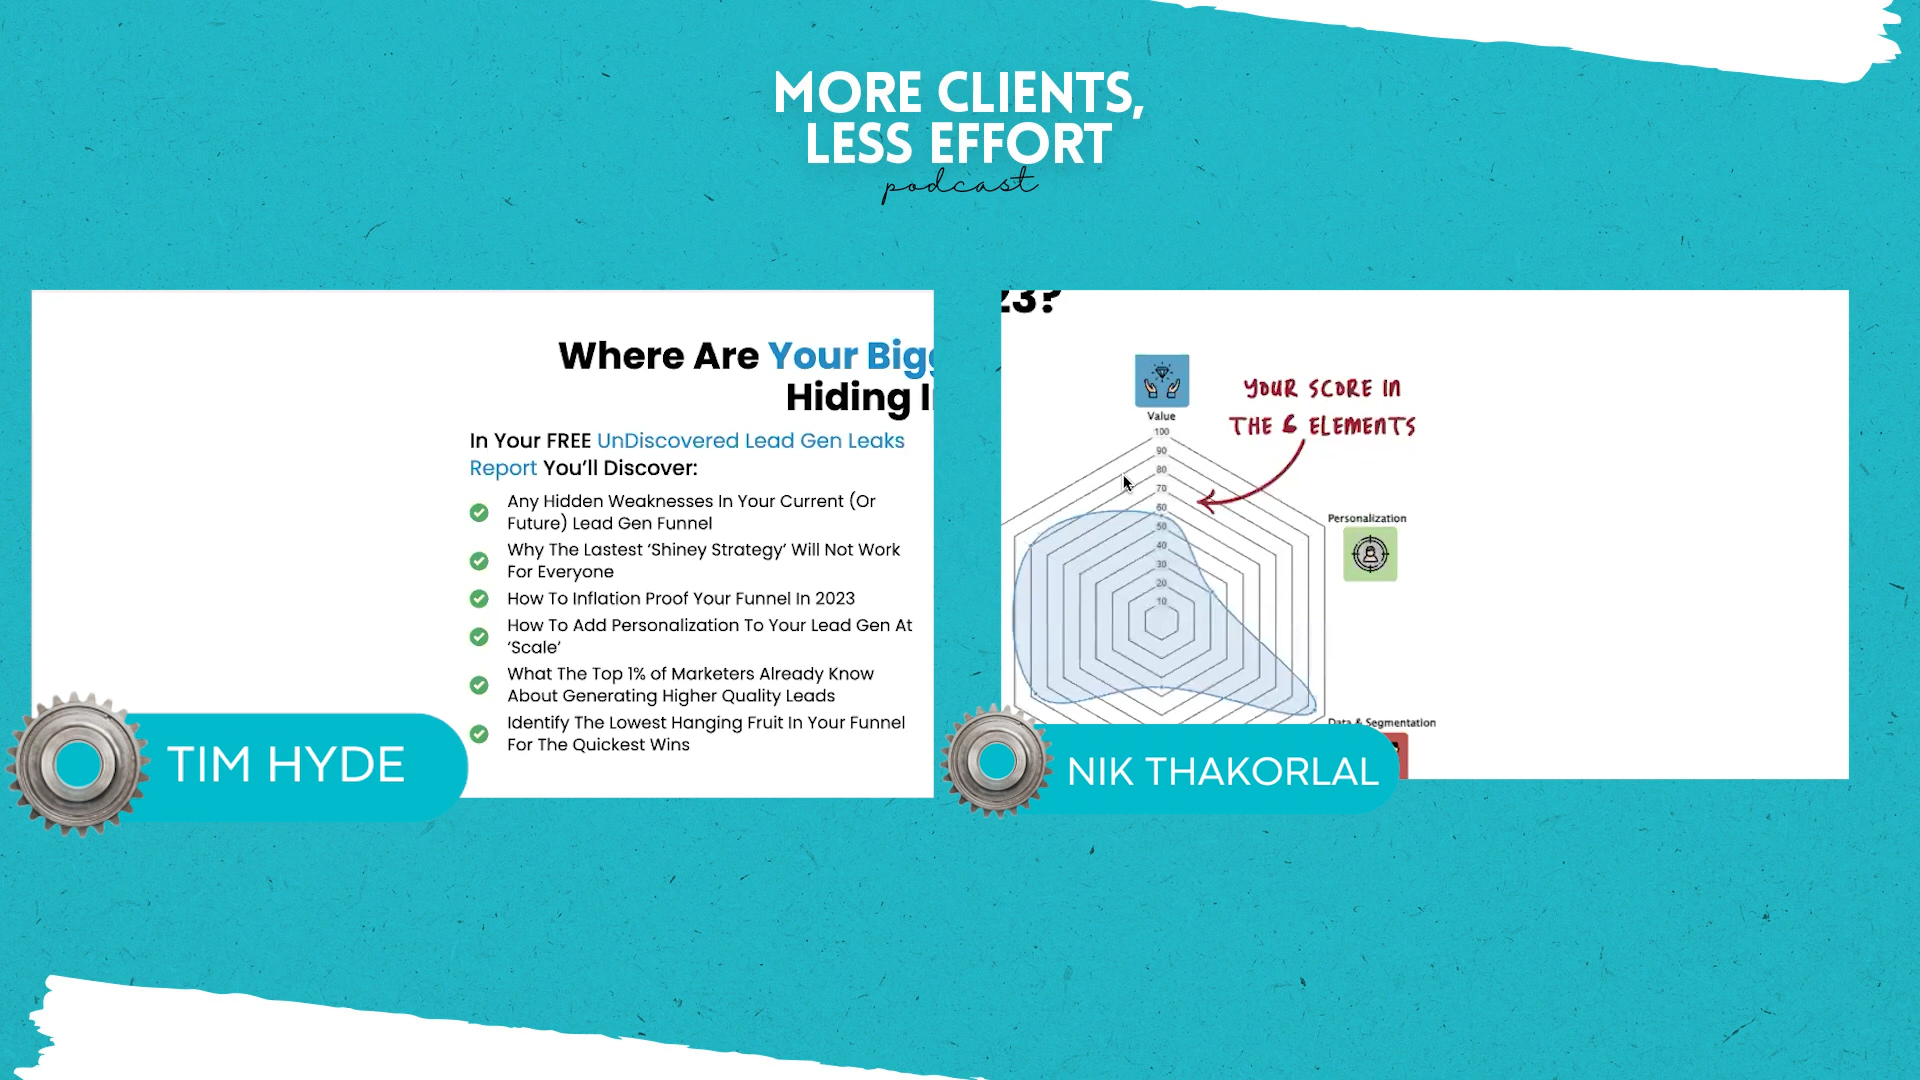 MORE CLIENTS,
LESS EFFORT
podcast
Where Are Your Bigg
Hiding I
In Your FREE UnDiscovered Lead Gen Leaks
Report You'll Discover:
Any Hidden Weaknesses In Your Current (Or
Future) Lead Gen Funnel
Why The Lastest 'Shiney Strategy' Will Not Work
For Everyone
How To Inflation Proof Your Funnel In 2023
How To Add Personalization To Your Lead Gen At
'Scale'
What The Top 1% of Marketers Already Know
About Generating Higher Quality Leads
Identify The Lowest Hanging Fruit In Your Funnel
For The Quickest Wins
TIM HYDE
23?
YOUR SCORE IN
THE 6 ELEMENTS
Value
100
90
80
70
60
50
40
30
20
10
Personalization
Data & Segmentation
NIK THAKORLAL